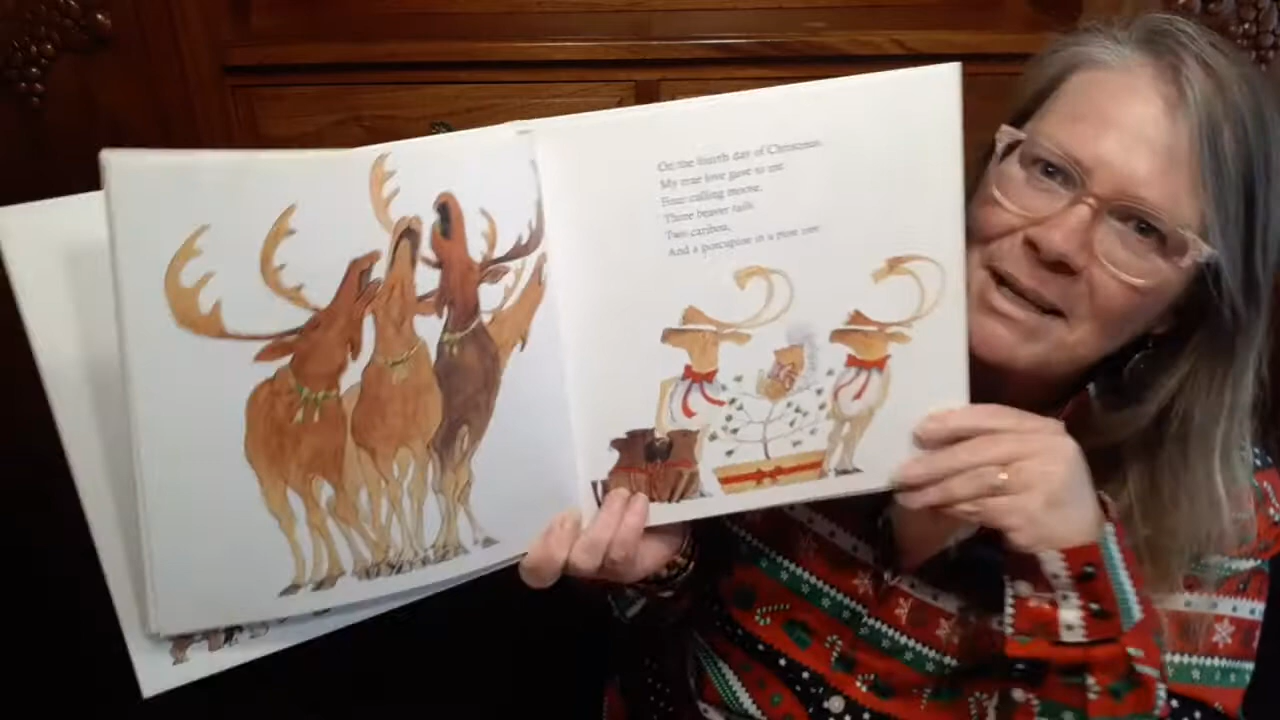 On the fourth day of Christmas,
My true love gave to me
Four calling moose,
Three beaver tails
Two caribou,
And a porcupine in a pine tree